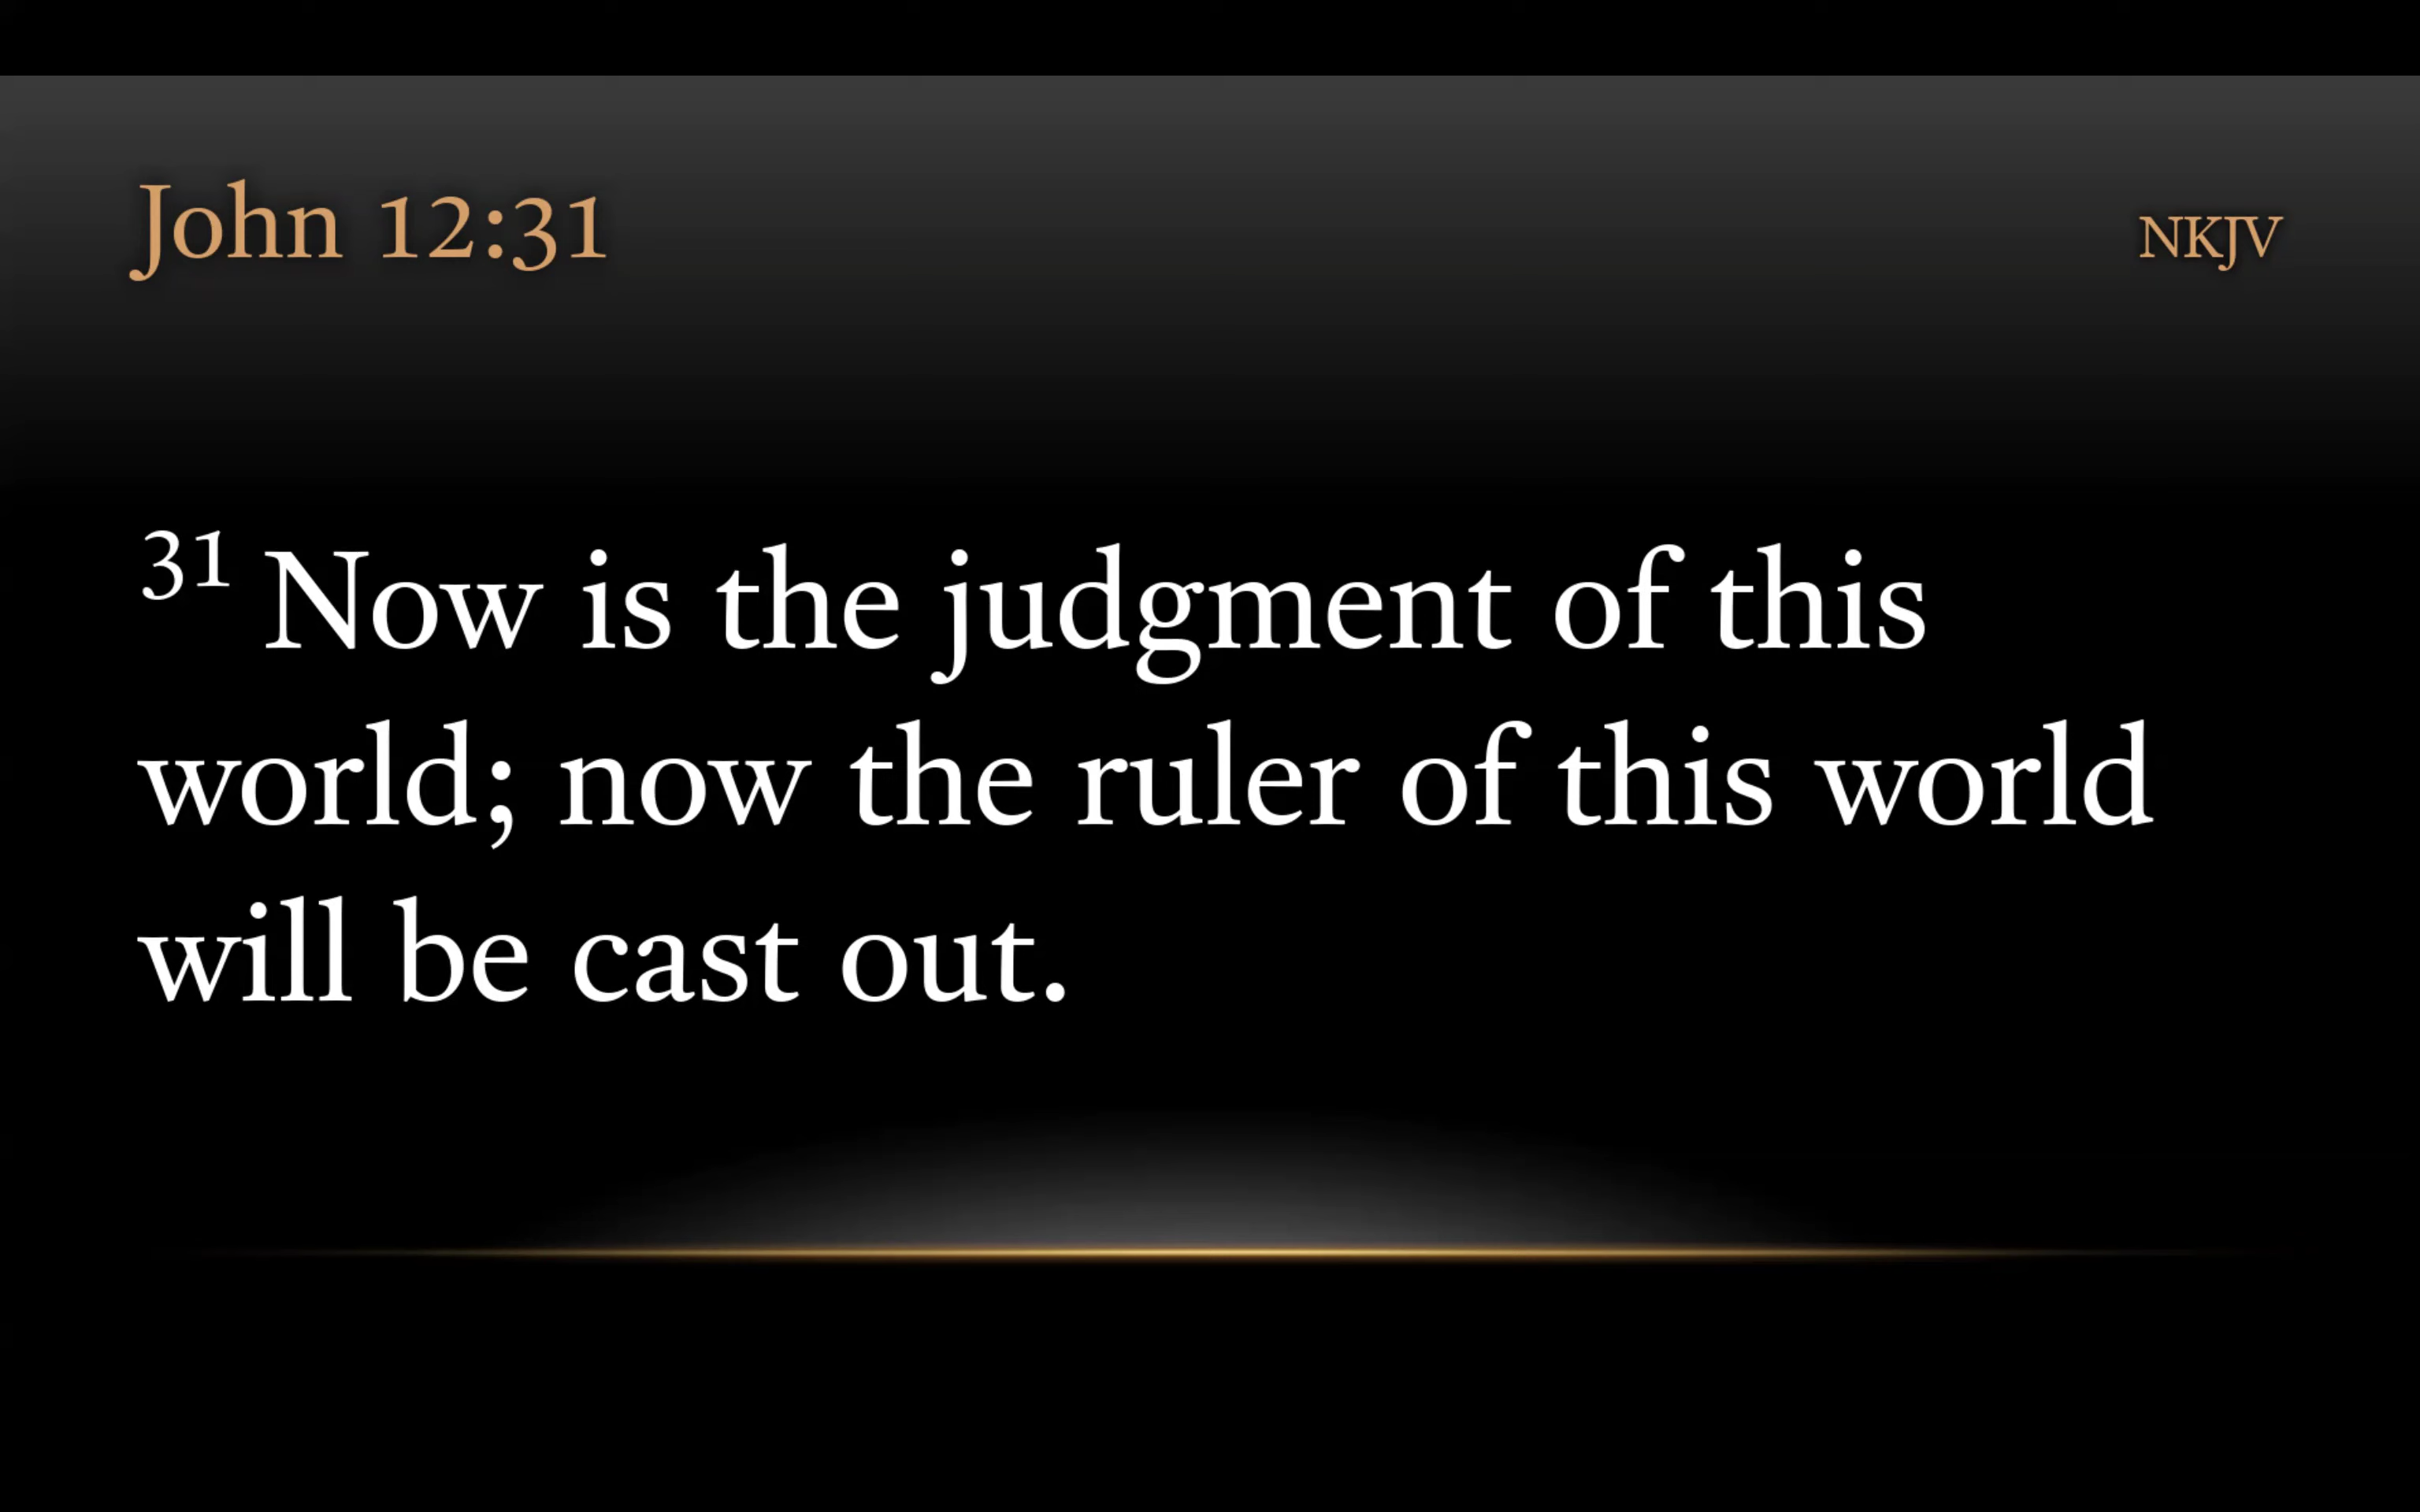 John 12:31
NKJV
31 Now is the judgment of this
world; now the ruler of this world
will be cast out.